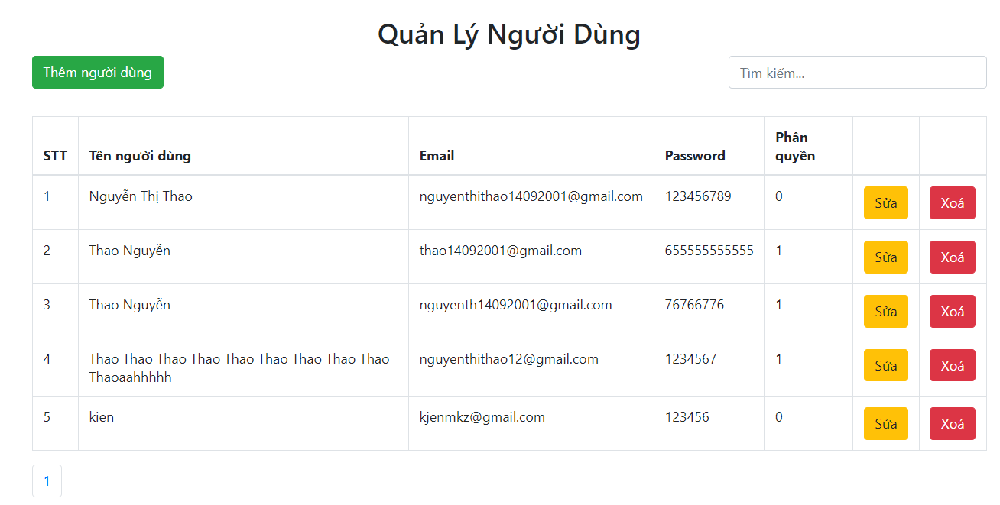 Quản Lý Người Dùng
Thêm người dùng
Tìm kiếm...
STT Tên người dùng Email Password Phân quyền
1 Nguyễn Thị Thao nguyenthithao14092001@gmail.com 123456789 0 Sửa Xoá
2 Thao Nguyễn thao14092001@gmail.com 655555555555 1 Sửa Xoá
3 Thao Nguyễn nguyenth14092001@gmail.com 76766776 1 Sửa Xoá
4 Thao Thao Thao Thao Thao Thao Thao Thao Thao nguyenthithao12@gmail.com 1234567 1 Sửa Xoá
Thaoaahhhhh
5 kien kjenmkz@gmail.com 123456 0 Sửa Xoá
1